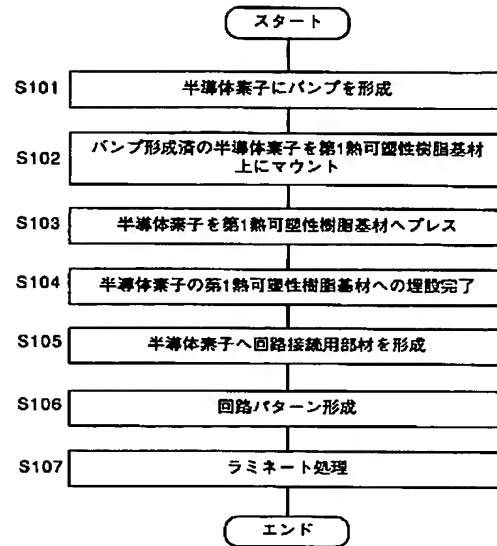 スタート
S101
半導体素子にバンプを形成
S102
バンプ形成済の半導体素子を第1熱可塑性樹脂基材
上にマウント
S103
半導体素子を第1熱可塑性樹脂基材へプレス
S104
半導体素子の第1熱可塑性樹脂基材への埋設完了
S105
半導体素子へ回路接続用部材を形成
S106
回路パターン形成
S107
ラミネート処理
エンド